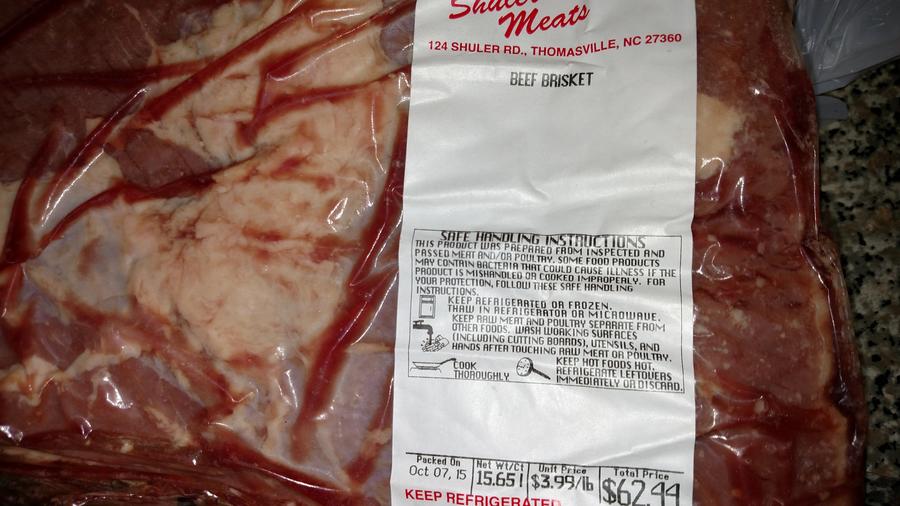 Shuler
Meats
124 SHULER RD., THOMASVILLE, NC 27360
BEEF BRISKET
SAFE HANDLING INSTRUCTIONS
THIS PRODUCT WAS PREPARED FROM INSPECTED AND
PASSED MEAT AND/OR POULTRY. SOME FOOD PRODUCTS
MAY CONTAIN BACTERIA THAT COULD CAUSE ILLNESS IF THE
PRODUCT IS MISHANDLED OR COOKED IMPROPERLY. FOR
YOUR PROTECTION, FOLLOW THESE SAFE HANDLING
INSTRUCTIONS.
KEEP REFRIGERATED OR FROZEN.
THAW IN REFRIGERATOR OR MICROWAVE.
KEEP RAW MEAT AND POULTRY SEPARATE FROM
OTHER FOODS. WASH WORKING SURFACES
(INCLUDING CUTTING BOARDS), UTENSILS, AND
HANDS AFTER TOUCHING RAW MEAT OR POULTRY.
COOK
THOROUGHLY
KEEP HOT FOODS HOT.
REFRIGERATE LEFTOVERS
IMMEDIATELY OR DISCARD.
Packed On
Oct 07, 15
Net Wt/Ct
15.65 l
Unit Price
$3.99/lb
Total Price
$62.44
KEEP REFRIGERATED